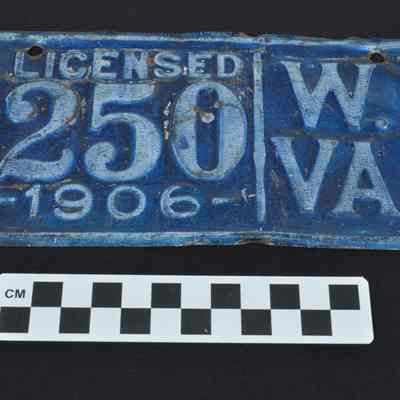 LICENSED
250
-1906-
W.
VA
CM